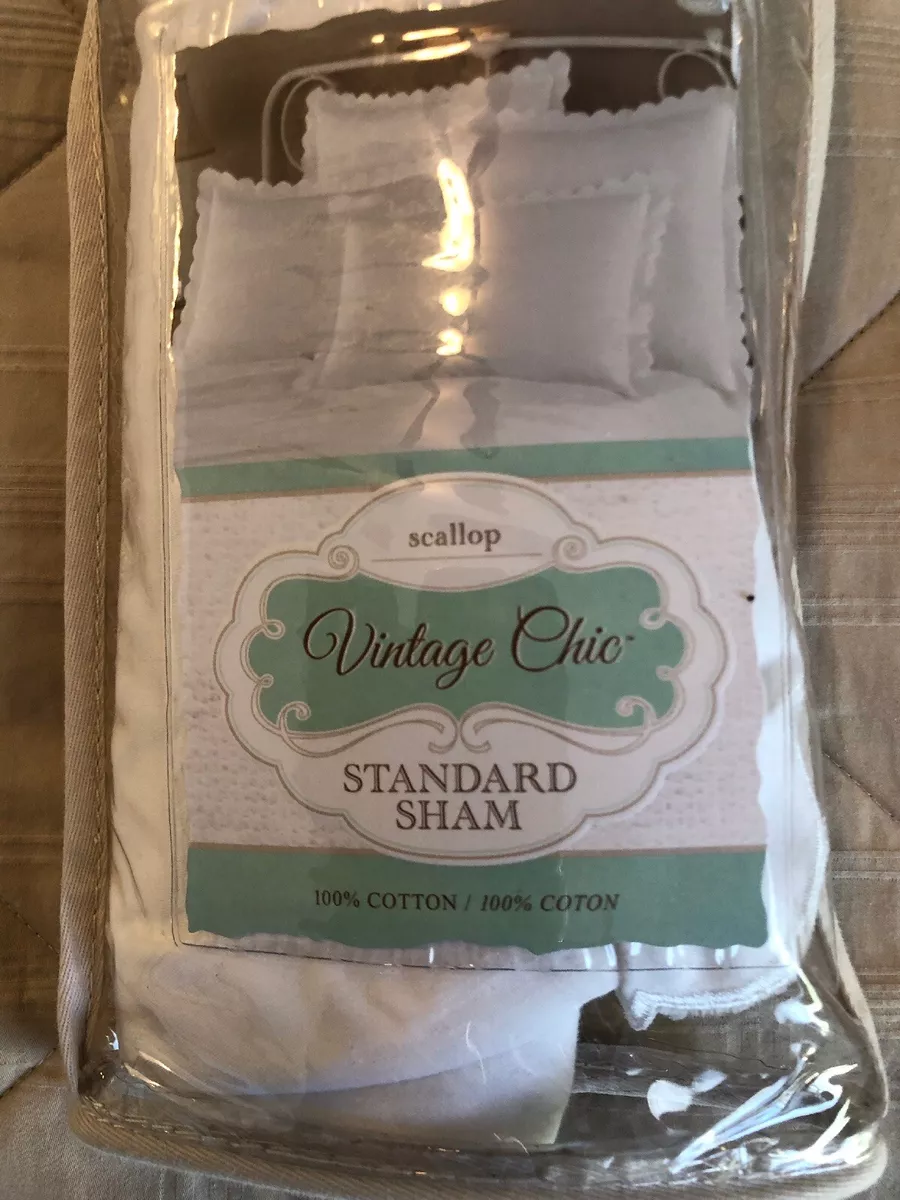 scallop
Vintage Chic
STANDARD
SHAM
100% COTTON / 100% COTON